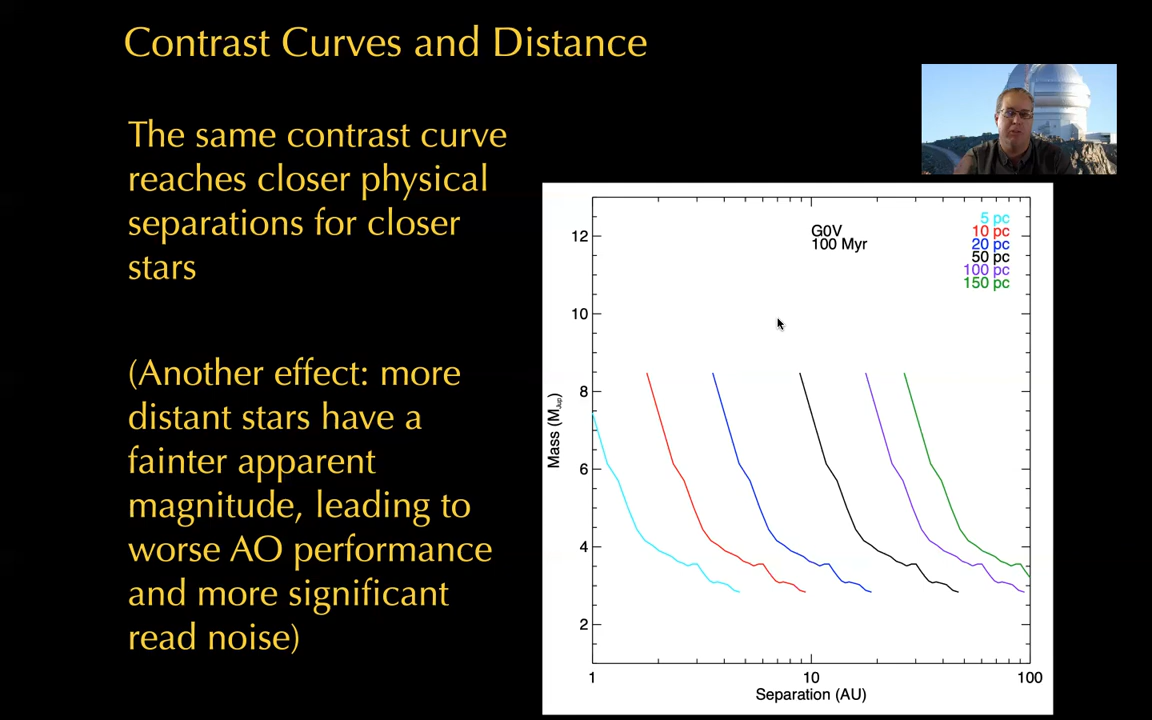 Contrast Curves and Distance
The same contrast curve
reaches closer physical
separations for closer
stars
(Another effect: more
distant stars have a
fainter apparent
magnitude, leading to
worse AO performance
and more significant
read noise)
G0V
100 Myr
5 pc
10 pc
20 pc
50 pc
100 pc
150 pc
12
10
8
6
4
2
Mass (MJup)
1
10
100
Separation (AU)